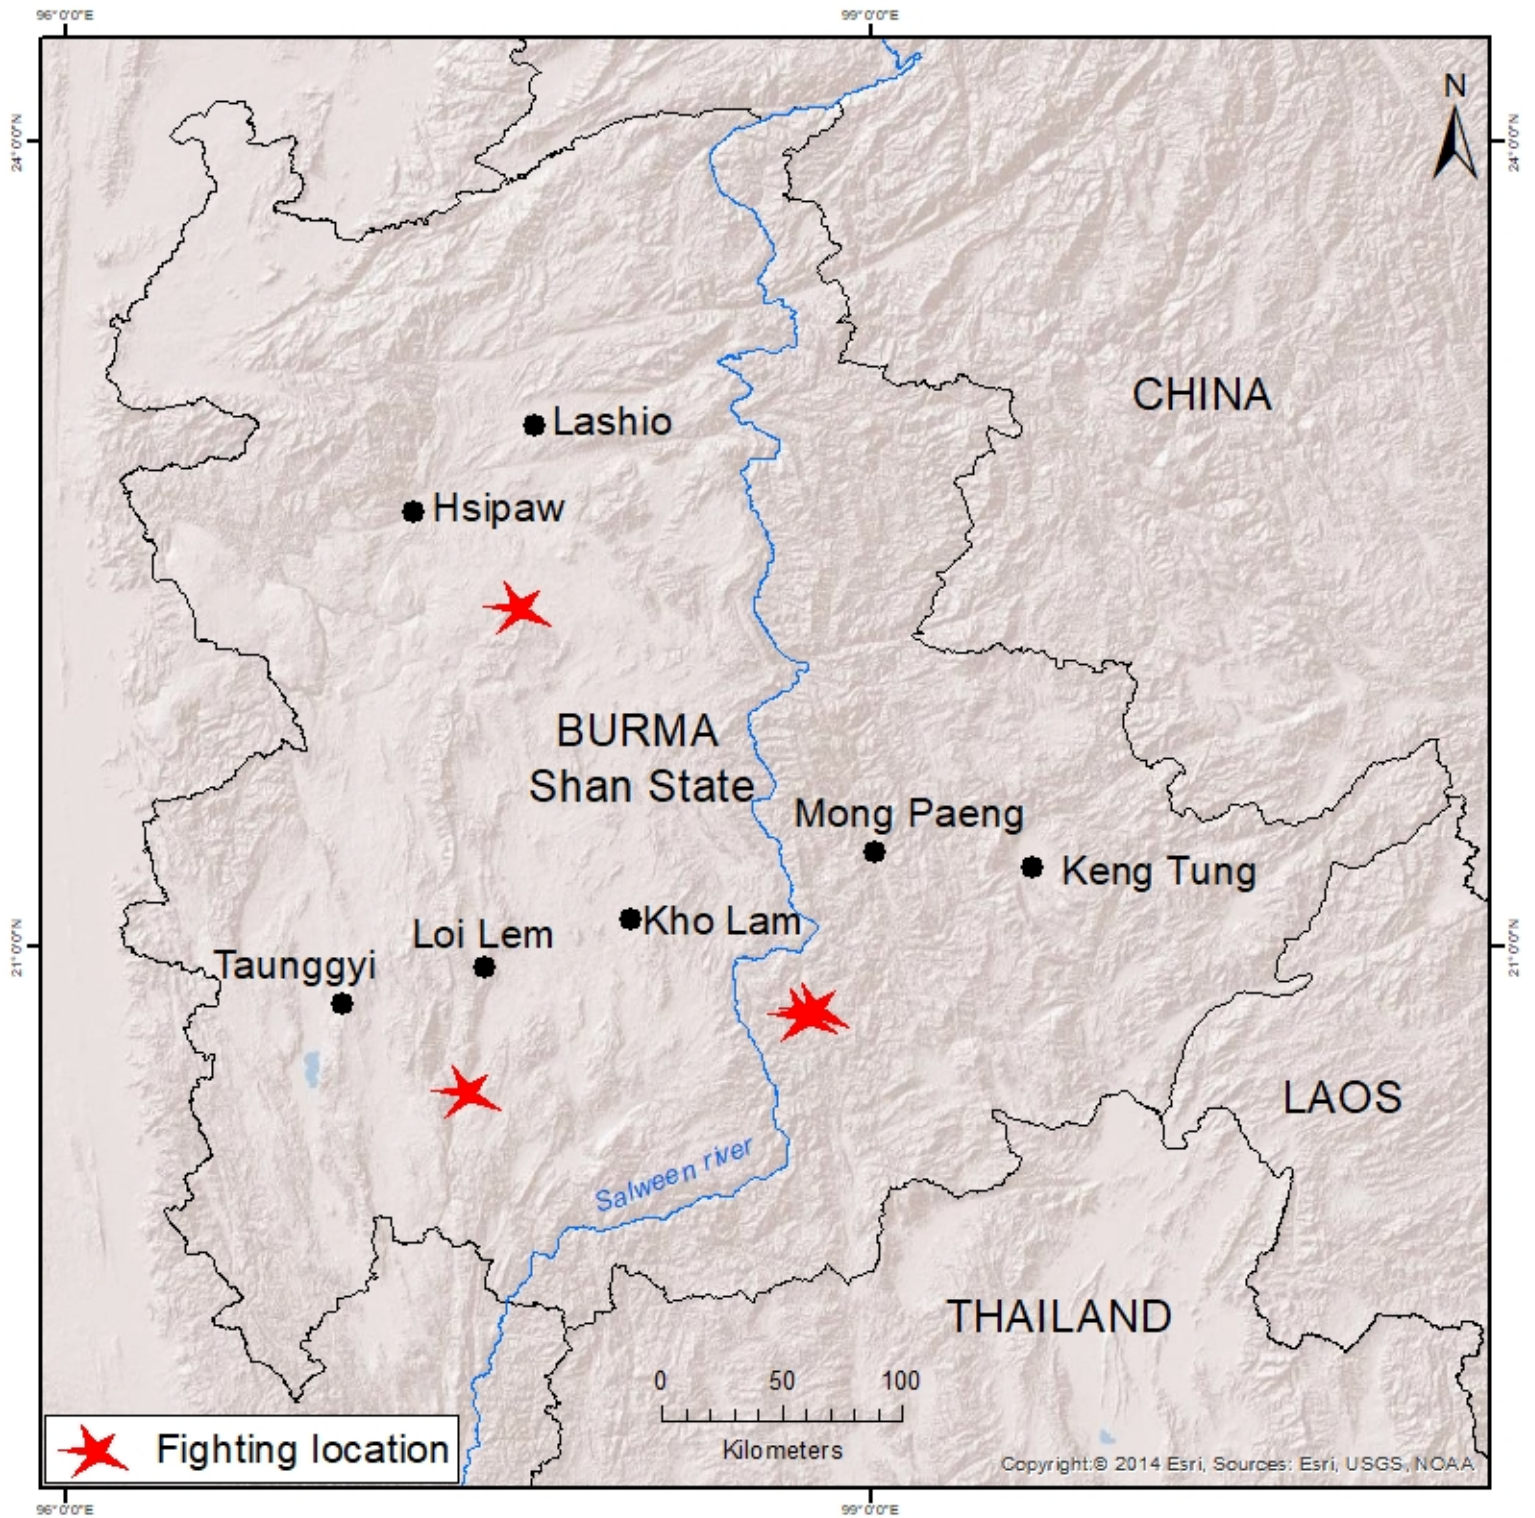 96°0'0"E
99°0'0"E
N
24°0'0"N
24°0'0"N
CHINA
Lashio
Hsipaw
BURMA
Shan State
Mong Paeng
Keng Tung
Kho Lam
Loi Lem
Taunggyi
21°0'0"N
21°0'0"N
LAOS
Salween river
THAILAND
0 50 100
Kilometers
Fighting location
Copyright:© 2014 Esri, Sources: Esri, USGS, NOAA
96°0'0"E
99°0'0"E